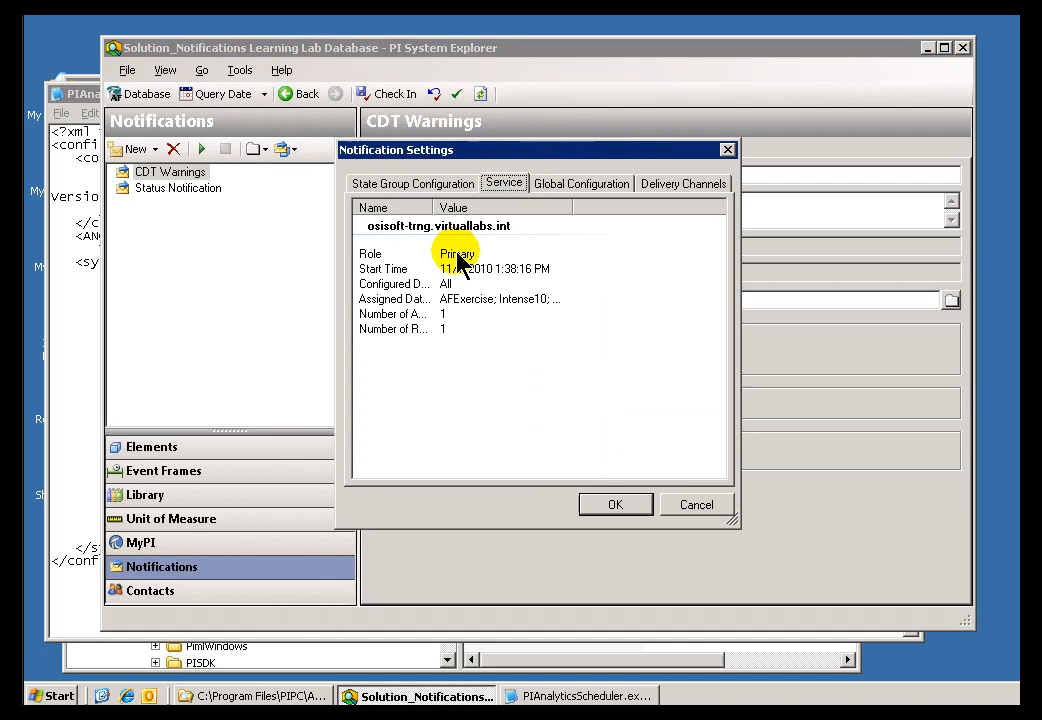 Solution_Notifications Learning Lab Database - PI System Explorer
File View Go Tools Help
Database Query Date Back Check In
PIAna
File Edit
My
<?xml
<confi
<co
Version
</c
<AN
<sy
</s
</conf
Notifications
New
CDT Warnings
Status Notification
Elements
Event Frames
Library
Unit of Measure
MyPI
Notifications
Contacts
CDT Warnings
Notification Settings
State Group Configuration Service Global Configuration Delivery Channels
Name Value
osisoft-trng.virtuallabs.int
Role Primary
Start Time 2010 1:38:16 PM
Configured D... All
Assigned Dat... AFExercise; Intense10; ...
Number of A... 1
Number of R... 1
OK Cancel
PimlWindows
PISDK
Start C:\Program Files\PIPC\A... Solution_Notifications... PIAnalyticsScheduler.ex...